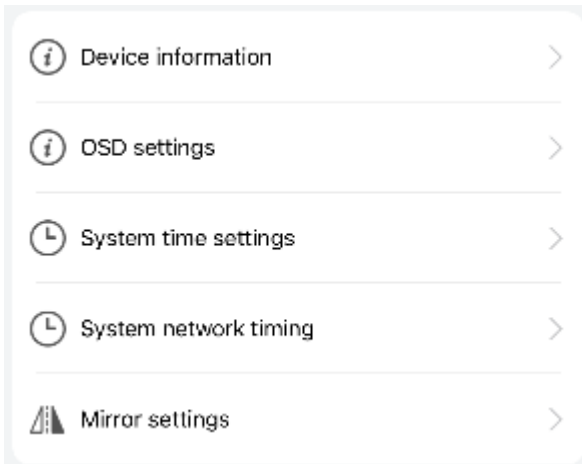 Device information
OSD settings
System time settings
System network timing
Mirror settings